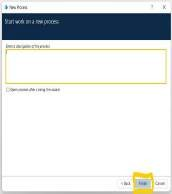 New Process
? X
Start work on a new process
Enter a description of the process
Open process after closing the wizard
< Back Finish Cancel